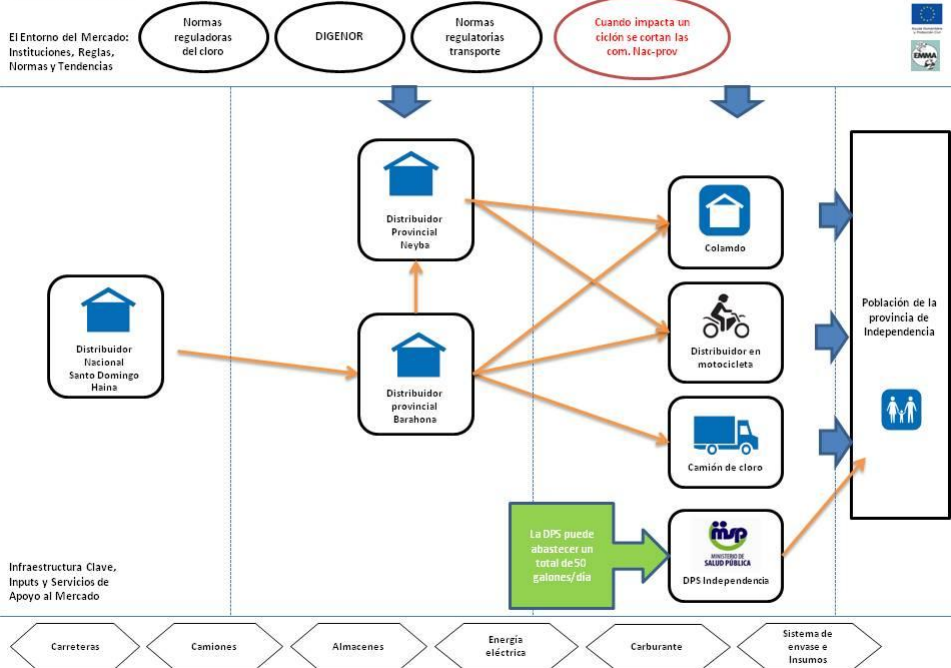 El Entorno del Mercado:
Instituciones, Reglas,
Normas y Tendencias
Normas
reguladoras
del cloro
DIGENOR
Normas
regulatorias
transporte
Cuando impacta un
ciclón se cortan las
com. Nac-prov
EMMA
Distribuidor
Provincial
Neyba
Colamdo
Distribuidor
Nacional
Santo Domingo
Haina
Distribuidor
provincial
Barahona
Distribuidor en
motocicleta
Población de la
provincia de
Independencia
Camión de cloro
La DPS puede
abastecer un
total de 50
galones/día
msp
MINISTERIO DE
SALUD PÚBLICA
DPS Independencia
Infraestructura Clave,
Inputs y Servicios de
Apoyo al Mercado
Carreteras
Camiones
Almacenes
Energía
eléctrica
Carburante
Sistema de
envase e
Insumos